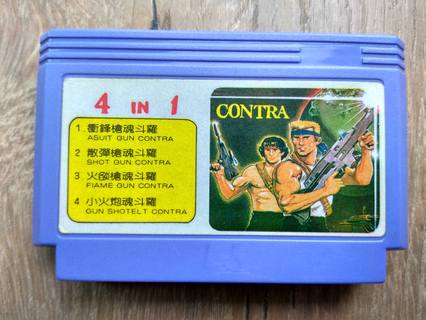 4 IN 1
CONTRA
1 衝鋒槍魂斗羅
ASUIT GUN CONTRA
2 散彈槍魂斗羅
SHOT GUN CONTRA
3 火燄槍魂斗羅
FIAME GUN CONTRA
4 小火炮魂斗羅
GUN SHOTELT CONTRA